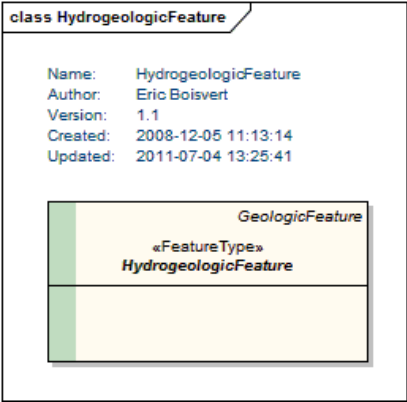 class HydrogeologicFeature
Name: HydrogeologicFeature
Author: Eric Boisvert
Version: 1.1
Created: 2008-12-05 11:13:14
Updated: 2011-07-04 13:25:41
GeologicFeature
«FeatureType»
HydrogeologicFeature